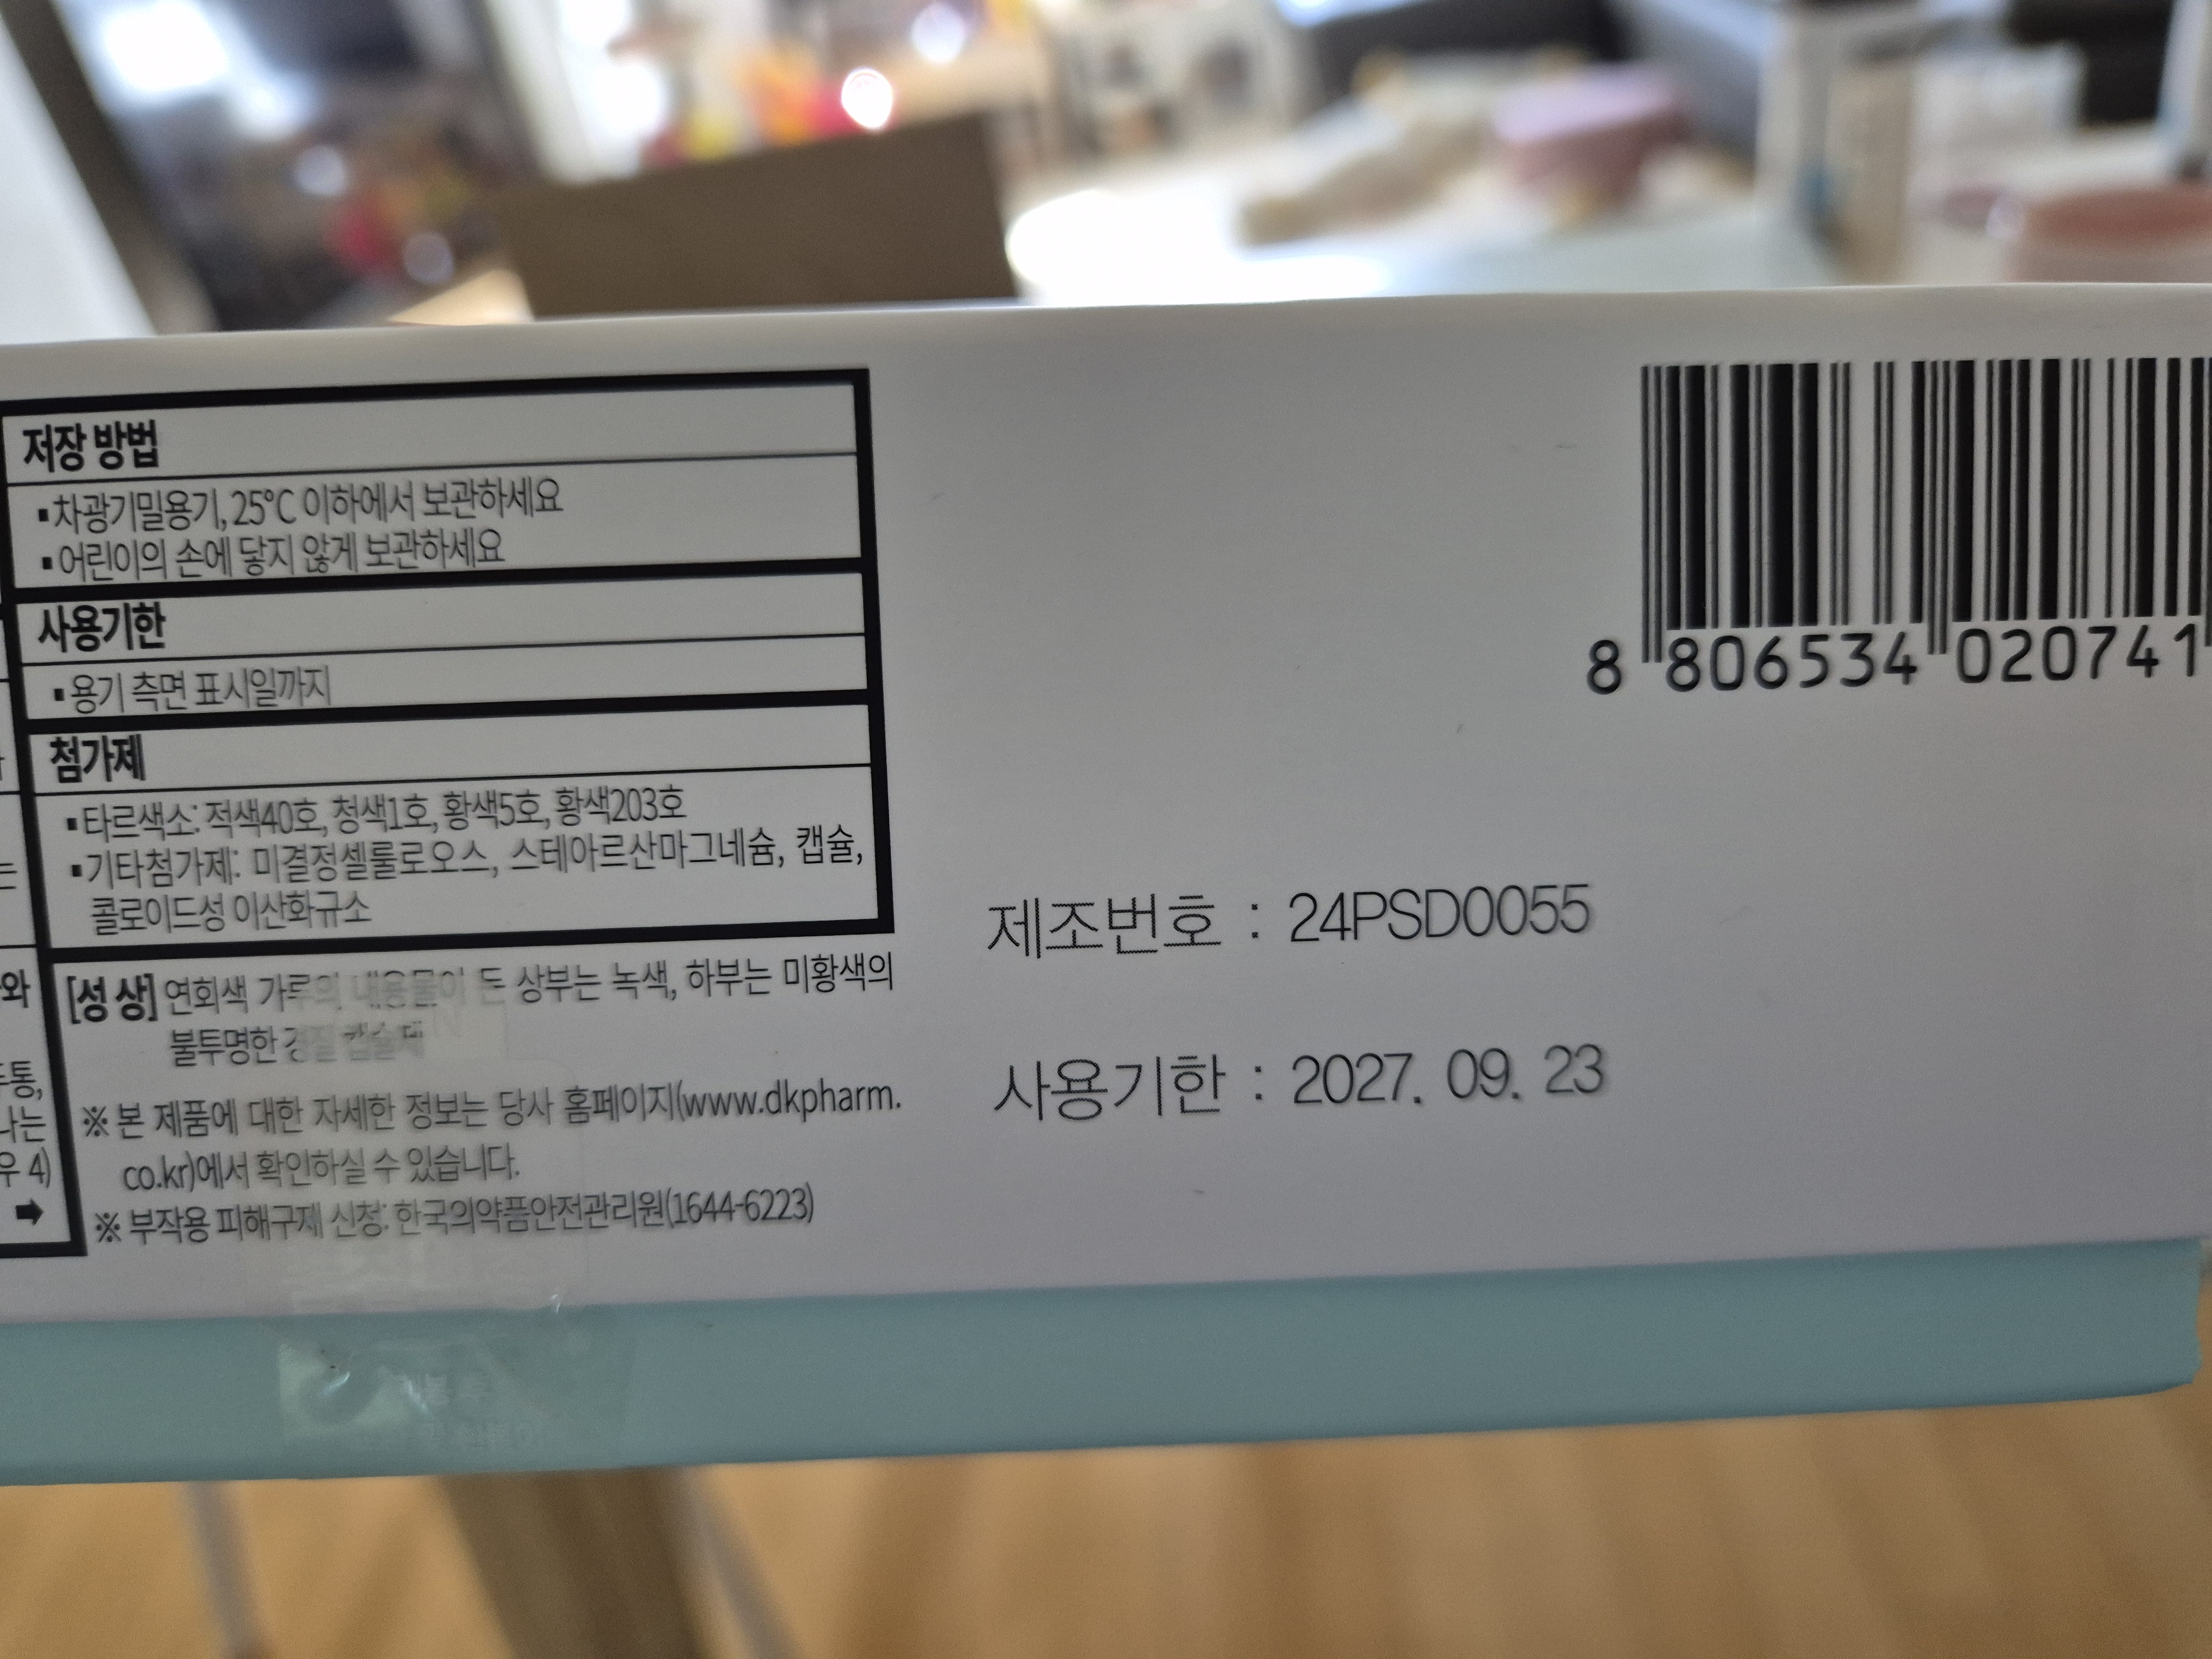 저장 방법
▪차광기밀용기, 25℃ 이하에서 보관하세요
▪어린이의 손에 닿지 않게 보관하세요
사용기한
▪용기 측면 표시일까지
첨가제
▪타르색소: 적색40호, 청색1호, 황색5호, 황색203호
▪기타첨가제: 미결정셀룰로오스, 스테아르산마그네슘, 캡슐,
콜로이드성 이산화규소
[성 상] 연회색 가루의 내용물이 든 상부는 녹색, 하부는 미황색의
불투명한 경질 캡슐제
※ 본 제품에 대한 자세한 정보는 당사 홈페이지(www.dkpharm.
co.kr)에서 확인하실 수 있습니다.
※ 부작용 피해구제 신청: 한국의약품안전관리원(1644-6223)
는
와
통,
나는
우 4)
➡
8 806534 020741
제조번호 : 24PSD0055
사용기한 : 2027. 09. 23